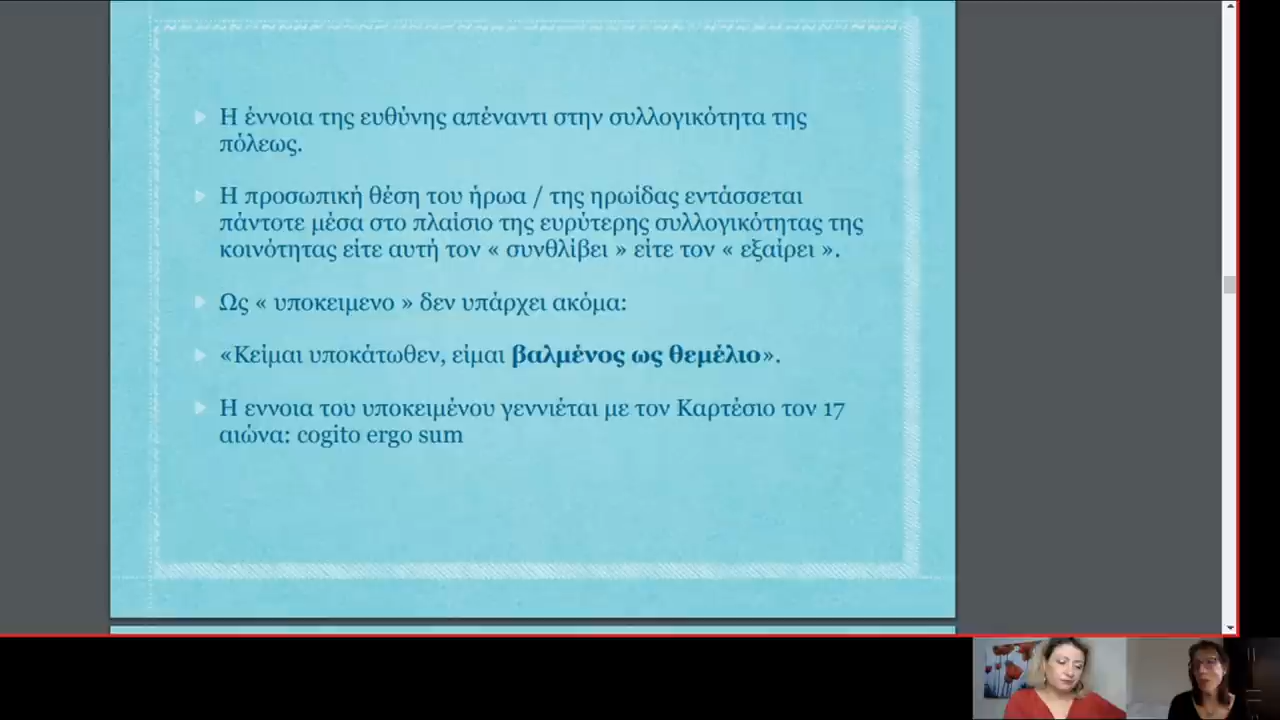 Η έννοια της ευθύνης απέναντι στην συλλογικότητα της
πόλεως.
Η προσωπική θέση του ήρωα / της ηρωίδας εντάσσεται
πάντοτε μέσα στο πλαίσιο της ευρύτερης συλλογικότητας της
κοινότητας είτε αυτή τον « συνθλίβει » είτε τον « εξαίρει ».
Ως « υποκειμενο » δεν υπάρχει ακόμα:
«Κείμαι υποκάτωθεν, είμαι βαλμένος ως θεμέλιο».
Η εννοια του υποκειμένου γεννιέται με τον Καρτέσιο τον 17
αιώνα: cogito ergo sum